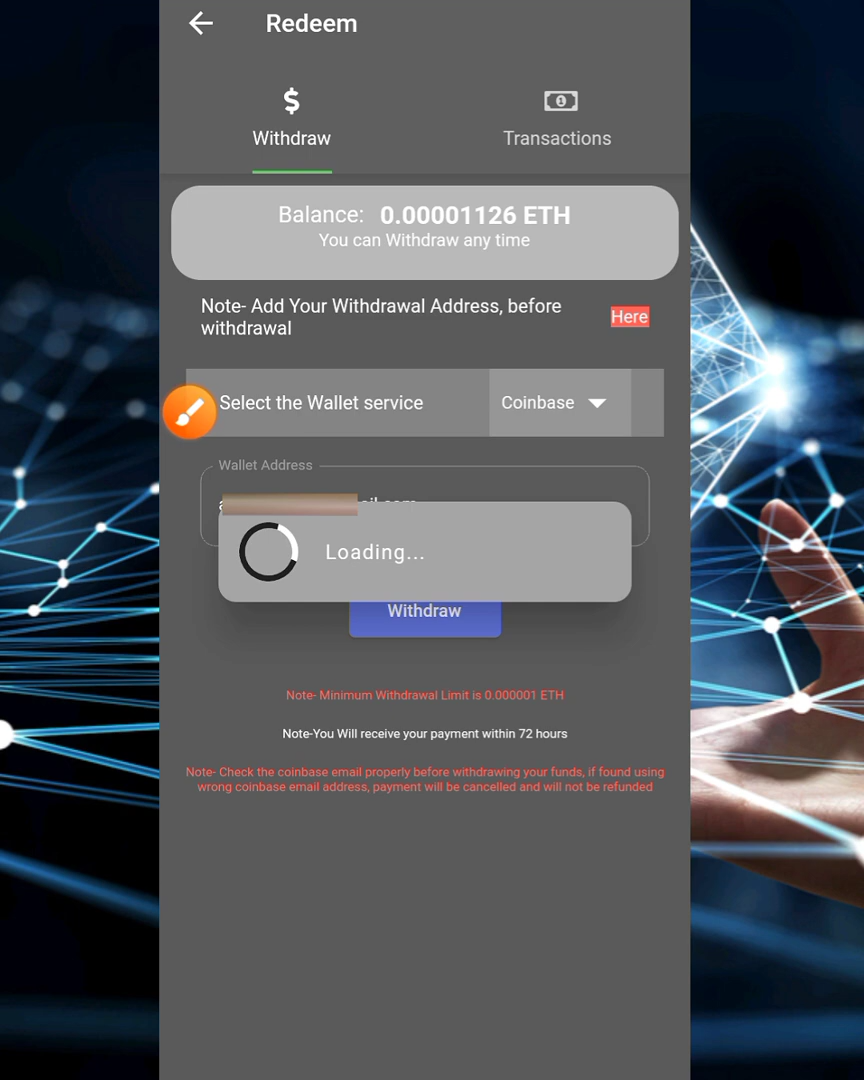 Redeem
Withdraw
Transactions
Balance: 0.00001126 ETH
You can Withdraw any time
Note- Add Your Withdrawal Address, before
withdrawal
Here
Select the Wallet service
Coinbase
Wallet Address
Loading...
Withdraw
Note- Minimum Withdrawal Limit is 0.000001 ETH
Note-You Will receive your payment within 72 hours
Note- Check the coinbase email properly before withdrawing your funds, if found using
wrong coinbase email address, payment will be cancelled and will not be refunded